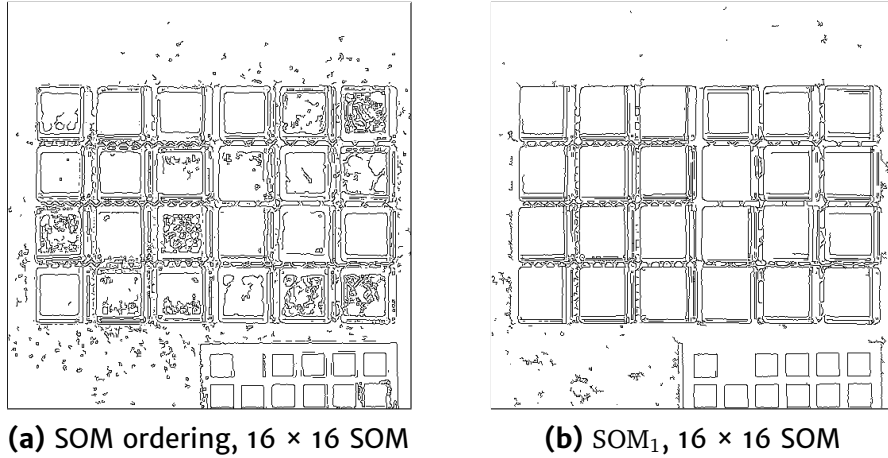 (a) SOM ordering, 16 × 16 SOM
(b) SOM₁, 16 × 16 SOM